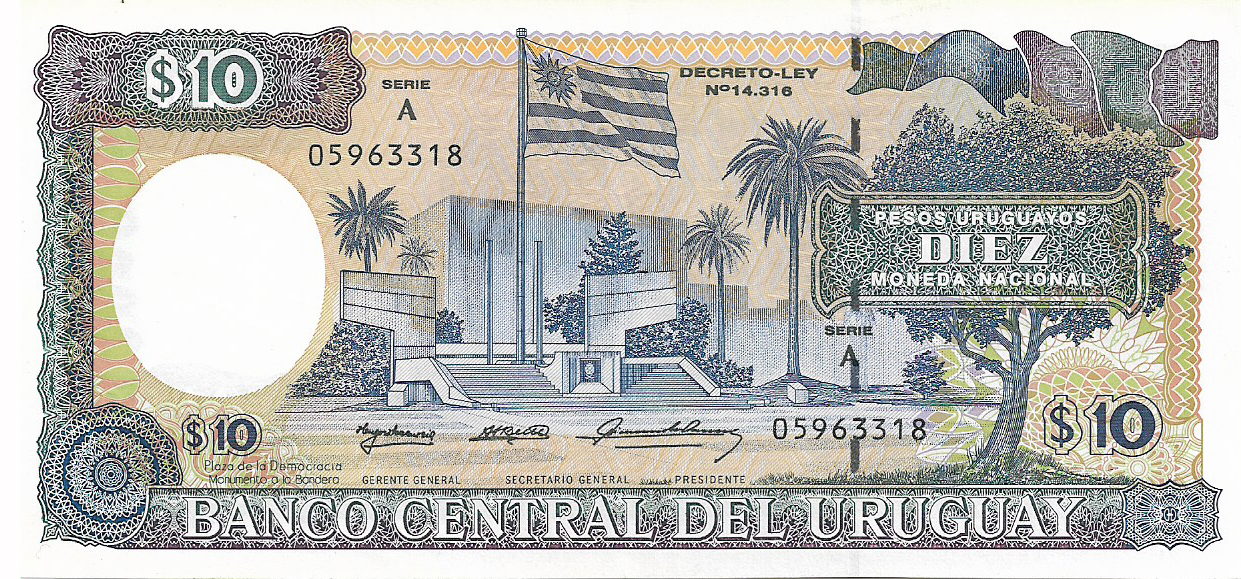 $10
SERIE
A
05963318
DECRETO-LEY
Nº14.316
PESOS URUGUAYOS
DIEZ
MONEDA NACIONAL
SERIE
A
05963318
$10
$10
Plaza de la Democracia
Monumento a la Bandera
GERENTE GENERAL
SECRETARIO GENERAL
PRESIDENTE
BANCO CENTRAL DEL URUGUAY